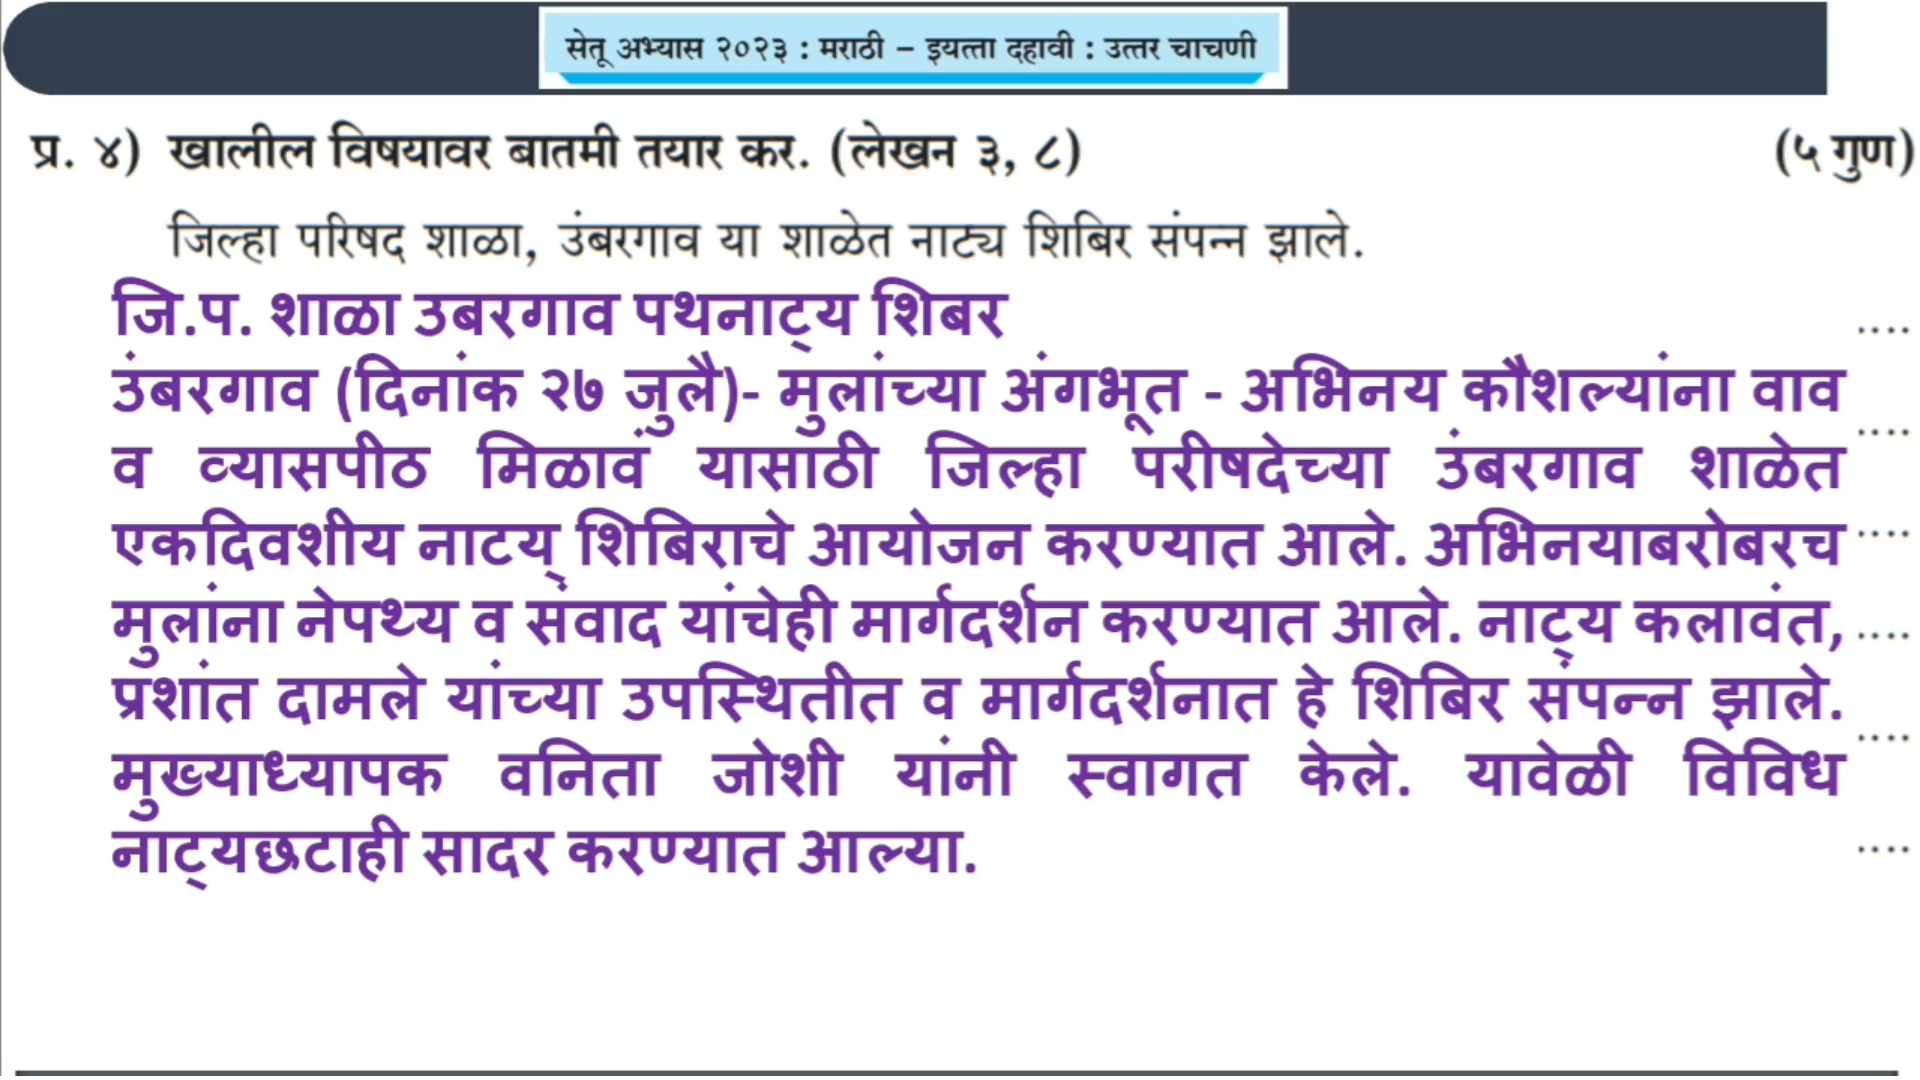 सेतू अभ्यास २०२३ : मराठी – इयत्ता दहावी : उत्तर चाचणी
प्र. ४) खालील विषयावर बातमी तयार कर. (लेखन ३, ८) (५ गुण)
जिल्हा परिषद शाळा, उंबरगाव या शाळेत नाट्य शिबिर संपन्न झाले.
जि.प. शाळा उबरगाव पथनाट्‌य शिबर ....
उंबरगाव (दिनांक २७ जुलै)- मुलांच्या अंगभूत - अभिनय कौशल्यांना वाव ....
व व्यासपीठ मिळावं यासाठी जिल्हा परीषदेच्या उंबरगाव शाळेत
एकदिवशीय नाटय् शिबिराचे आयोजन करण्यात आले. अभिनयाबरोबरच ....
मुलांना नेपथ्य व संवाद यांचेही मार्गदर्शन करण्यात आले. नाट्‌य कलावंत, ....
प्रशांत दामले यांच्या उपस्थितीत व मार्गदर्शनात हे शिबिर संपन्न झाले. ....
मुख्याध्यापक वनिता जोशी यांनी स्वागत केले. यावेळी विविध
नाट्‌यछटाही सादर करण्यात आल्या. ....